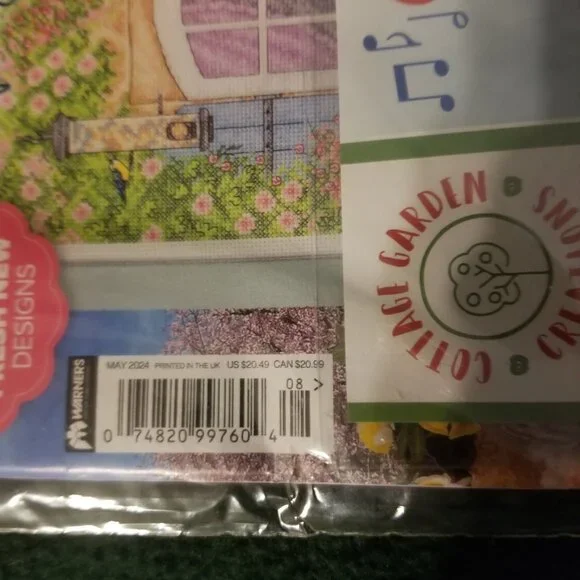 FRESH NEW
DESIGNS
COTTAGE GARDEN
WARNERS
MAY 2024 PRINTED IN THE UK US $20.49 CAN $20.99
08 >
0 74820 99760 4